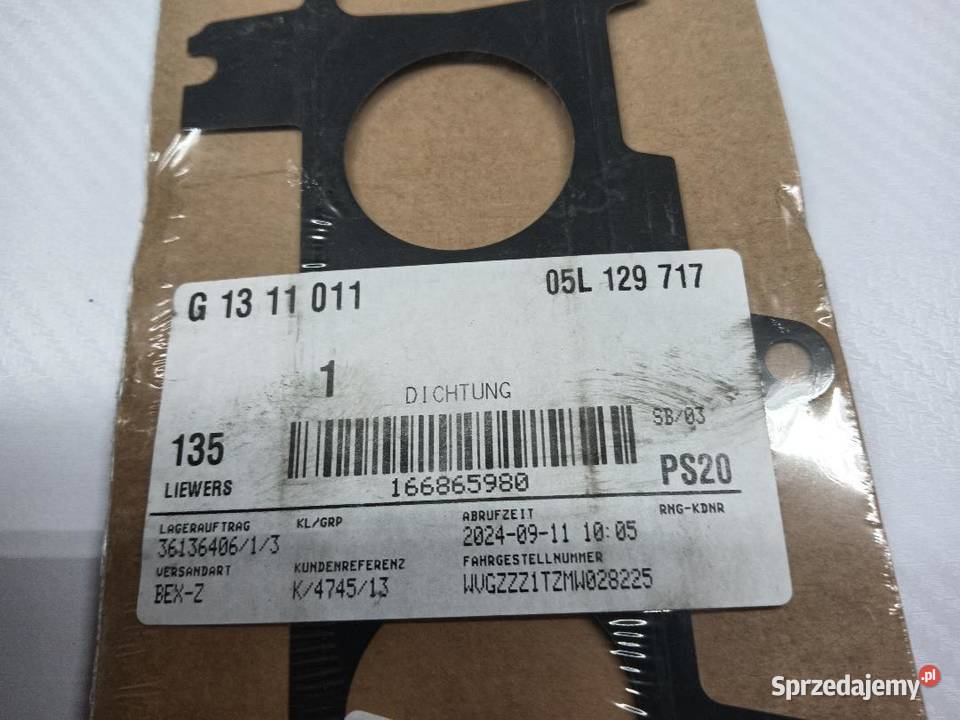 G 13 11 011
05L 129 717
1
DICHTUNG
135
SB/03
LIEWERS
166865980
PS20
LAGERAUFTRAG
KL/GRP
ABRUFZEIT
RNG-KDNR
36136406/1/3
2024-09-11 10:05
VERSANDART
KUNDENREFERENZ
FAHRGESTELLNUMMER
BEX-Z
K/4745/13
WVGZZZ1TZMW028225
Sprzedajemy.pl